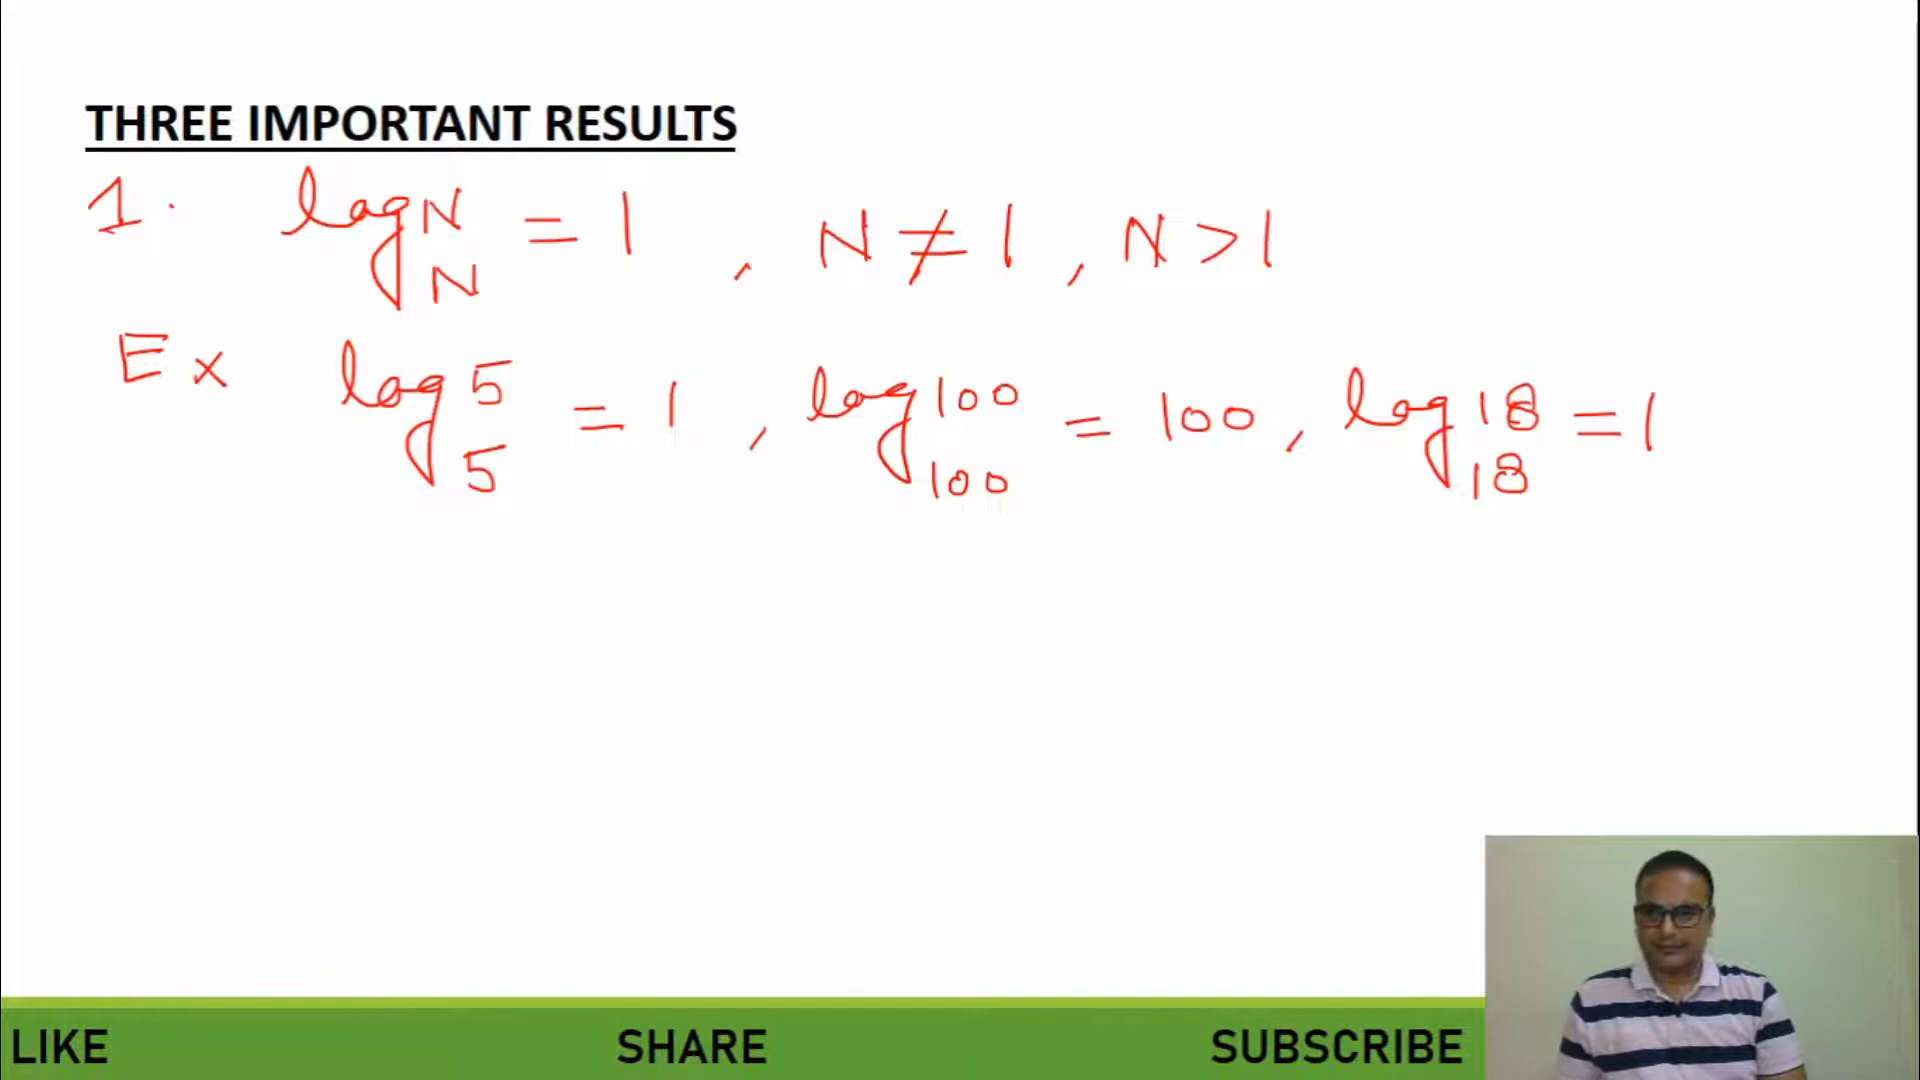 THREE IMPORTANT RESULTS
1. log_N N = 1 , N ≠ 1 , N > 1
Ex log_5 5 = 1 , log_100 100 = 100 , log_18 18 = 1
LIKE SHARE SUBSCRIBE